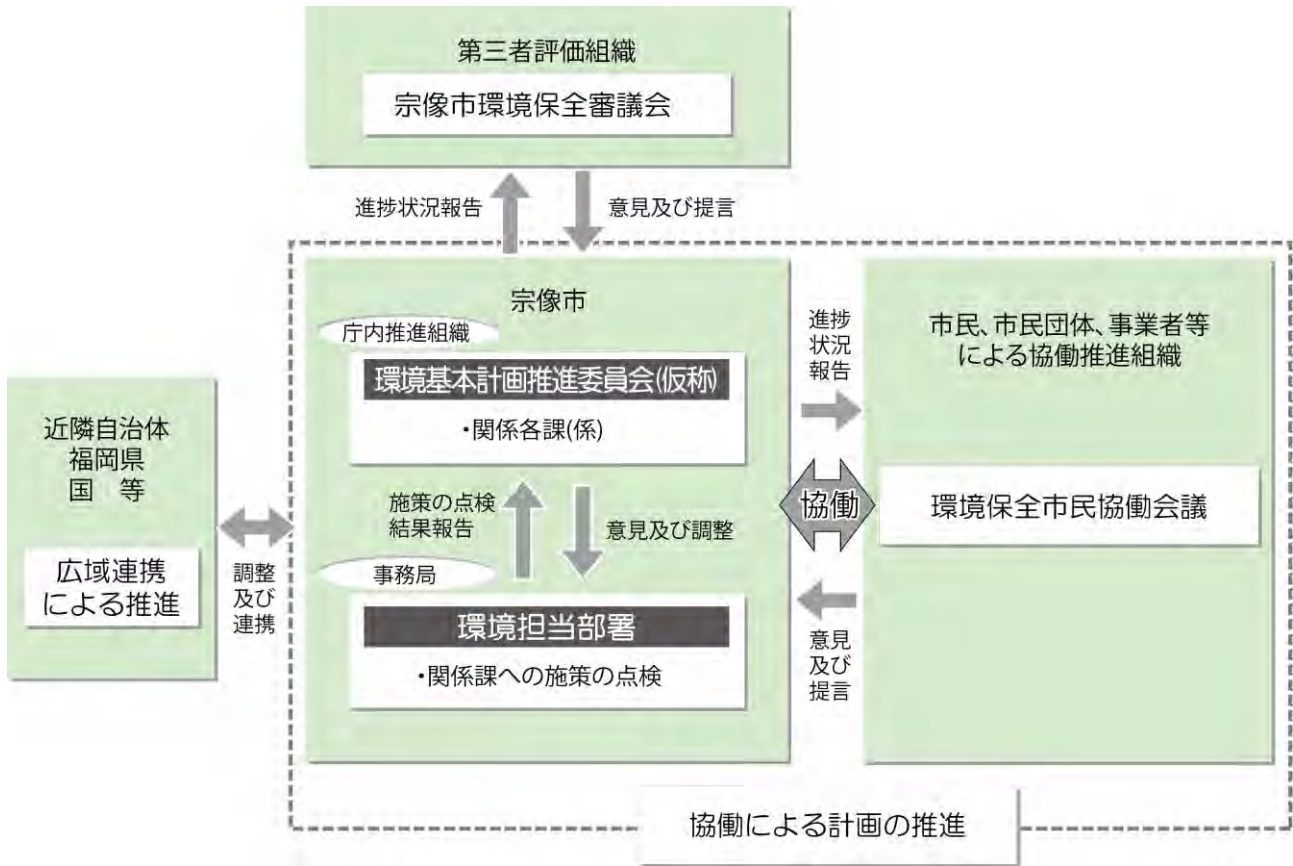 第三者評価組織
宗像市環境保全審議会
進捗状況報告
意見及び提言
宗像市
庁内推進組織
環境基本計画推進委員会(仮称)
・関係各課(係)
施策の点検
結果報告
意見及び調整
事務局
環境担当部署
・関係課への施策の点検
進捗
状況
報告
協働
意見
及び
提言
市民、市民団体、事業者等
による協働推進組織
環境保全市民協働会議
近隣自治体
福岡県
国 等
広域連携
による推進
調整
及び
連携
協働による計画の推進